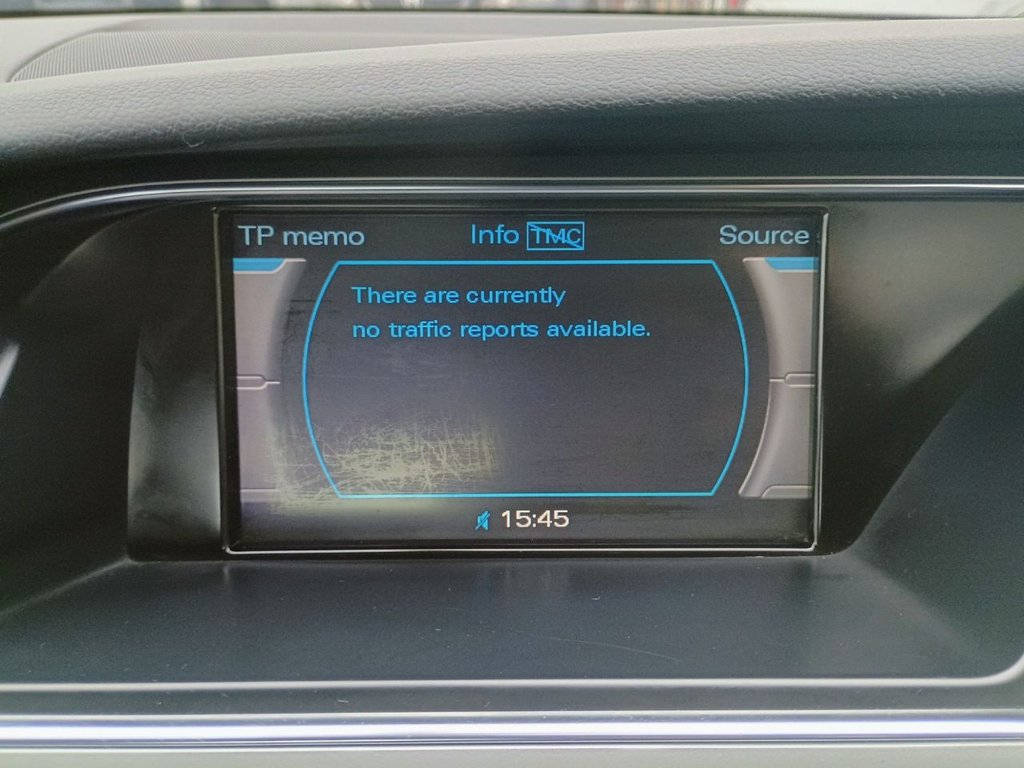 TP memo Info TMC Source
There are currently
no traffic reports available.
15:45